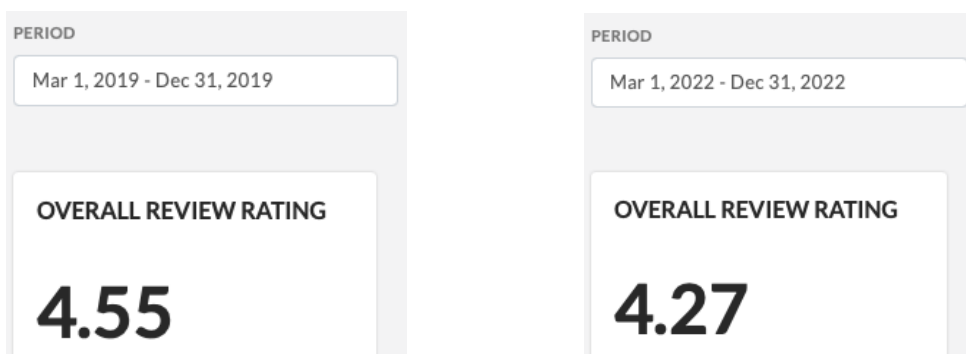 PERIOD
Mar 1, 2019 - Dec 31, 2019
OVERALL REVIEW RATING
4.55
PERIOD
Mar 1, 2022 - Dec 31, 2022
OVERALL REVIEW RATING
4.27